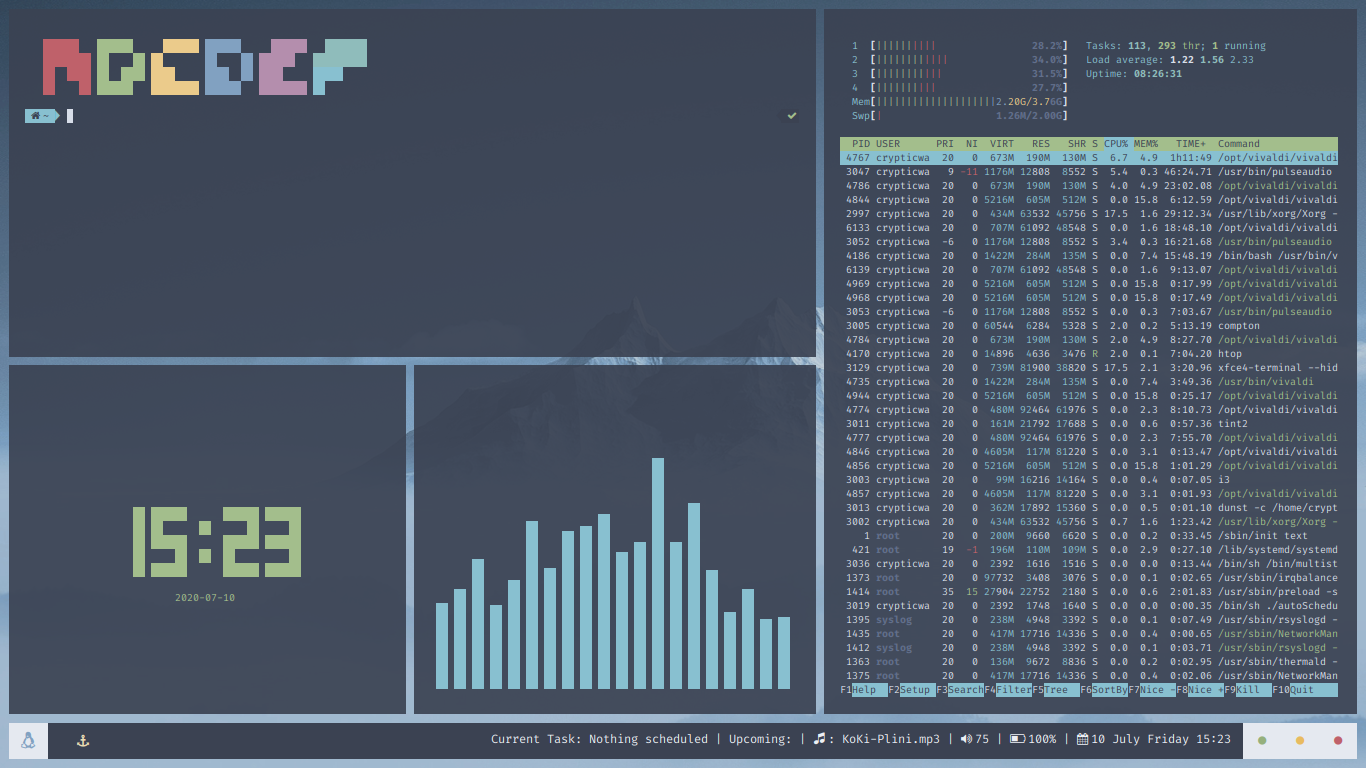 ~
1 [|||||||||| 28.2%]
2 [|||||||||||| 34.0%]
3 [||||||||||| 31.5%]
4 [|||||||||| 27.7%]
Mem[||||||||||||||||||||2.20G/3.76G]
Swp[| 1.26M/2.00G]
Tasks: 113, 293 thr; 1 running
Load average: 1.22 1.56 2.33
Uptime: 08:26:31
PID USER PRI NI VIRT RES SHR S CPU% MEM% TIME+ Command
4767 crypticwa 20 0 673M 190M 130M S 6.7 4.9 1h11:49 /opt/vivaldi/vivaldi
3047 crypticwa 9 -11 1176M 12808 8552 S 5.4 0.3 46:24.71 /usr/bin/pulseaudio
4786 crypticwa 20 0 673M 190M 130M S 4.0 4.9 23:02.08 /opt/vivaldi/vivaldi
4844 crypticwa 20 0 5216M 605M 512M S 0.0 15.8 6:12.59 /opt/vivaldi/vivaldi
2997 crypticwa 20 0 434M 63532 45756 S 17.5 1.6 29:12.34 /usr/lib/xorg/Xorg -
6133 crypticwa 20 0 707M 61092 48548 S 0.0 1.6 18:48.10 /opt/vivaldi/vivaldi
3052 crypticwa -6 0 1176M 12808 8552 S 3.4 0.3 16:21.68 /usr/bin/pulseaudio
4186 crypticwa 20 0 1422M 284M 135M S 0.0 7.4 15:48.19 /bin/bash /usr/bin/v
6139 crypticwa 20 0 707M 61092 48548 S 0.0 1.6 9:13.07 /opt/vivaldi/vivaldi
4969 crypticwa 20 0 5216M 605M 512M S 0.0 15.8 0:17.99 /opt/vivaldi/vivaldi
4968 crypticwa 20 0 5216M 605M 512M S 0.0 15.8 0:17.49 /opt/vivaldi/vivaldi
3053 crypticwa -6 0 1176M 12808 8552 S 0.0 0.3 7:03.67 /usr/bin/pulseaudio
3005 crypticwa 20 0 60544 6284 5328 S 2.0 0.2 5:13.19 compton
4784 crypticwa 20 0 673M 190M 130M S 2.0 4.9 8:27.70 /opt/vivaldi/vivaldi
4170 crypticwa 20 0 14896 4636 3476 R 2.0 0.1 7:04.20 htop
3129 crypticwa 20 0 739M 81900 38820 S 17.5 2.1 3:20.96 xfce4-terminal --hid
4735 crypticwa 20 0 1422M 284M 135M S 0.0 7.4 3:49.36 /usr/bin/vivaldi
4944 crypticwa 20 0 5216M 605M 512M S 0.0 15.8 0:25.17 /opt/vivaldi/vivaldi
4774 crypticwa 20 0 480M 92464 61976 S 0.0 2.3 8:10.73 /opt/vivaldi/vivaldi
3011 crypticwa 20 0 161M 21792 17688 S 0.0 0.6 0:57.36 tint2
4777 crypticwa 20 0 480M 92464 61976 S 0.0 2.3 7:55.70 /opt/vivaldi/vivaldi
4846 crypticwa 20 0 4605M 117M 81220 S 0.0 3.1 0:13.47 /opt/vivaldi/vivaldi
4856 crypticwa 20 0 5216M 605M 512M S 0.0 15.8 1:01.29 /opt/vivaldi/vivaldi
3003 crypticwa 20 0 99M 16216 14164 S 0.0 0.4 0:07.05 i3
4857 crypticwa 20 0 4605M 117M 81220 S 0.0 3.1 0:01.93 /opt/vivaldi/vivaldi
3013 crypticwa 20 0 362M 17892 15360 S 0.0 0.5 0:01.10 dunst -c /home/crypt
3002 crypticwa 20 0 434M 63532 45756 S 0.7 1.6 1:23.42 /usr/lib/xorg/Xorg -
1 root 20 0 200M 9660 6620 S 0.0 0.2 0:33.45 /sbin/init text
421 root 19 -1 196M 110M 109M S 0.0 2.9 0:27.10 /lib/systemd/systemd
3036 crypticwa 20 0 2392 1616 1516 S 0.0 0.0 0:13.44 /bin/sh /bin/multist
1373 root 20 0 97732 3408 3076 S 0.0 0.1 0:02.65 /usr/sbin/irqbalance
1414 root 35 15 27904 22752 2180 S 0.0 0.6 2:01.83 /usr/sbin/preload -s
3019 crypticwa 20 0 2392 1748 1640 S 0.0 0.0 0:00.35 /bin/sh ./autoSchedu
1395 syslog 20 0 238M 4948 3392 S 0.0 0.1 0:07.49 /usr/sbin/rsyslogd -
1435 root 20 0 417M 17716 14336 S 0.0 0.4 0:00.65 /usr/sbin/NetworkMan
1412 syslog 20 0 238M 4948 3392 S 0.0 0.1 0:03.71 /usr/sbin/rsyslogd -
1363 root 20 0 136M 9672 8836 S 0.0 0.2 0:02.95 /usr/sbin/thermald -
1375 root 20 0 417M 17716 14336 S 0.0 0.4 0:02.06 /usr/sbin/NetworkMan
F1Help F2Setup F3SearchF4FilterF5Tree F6SortByF7Nice -F8Nice +F9Kill F10Quit
15:23
2020-07-10
Current Task: Nothing scheduled | Upcoming: | : KoKi-Plini.mp3 | 75 | 100% | 10 July Friday 15:23